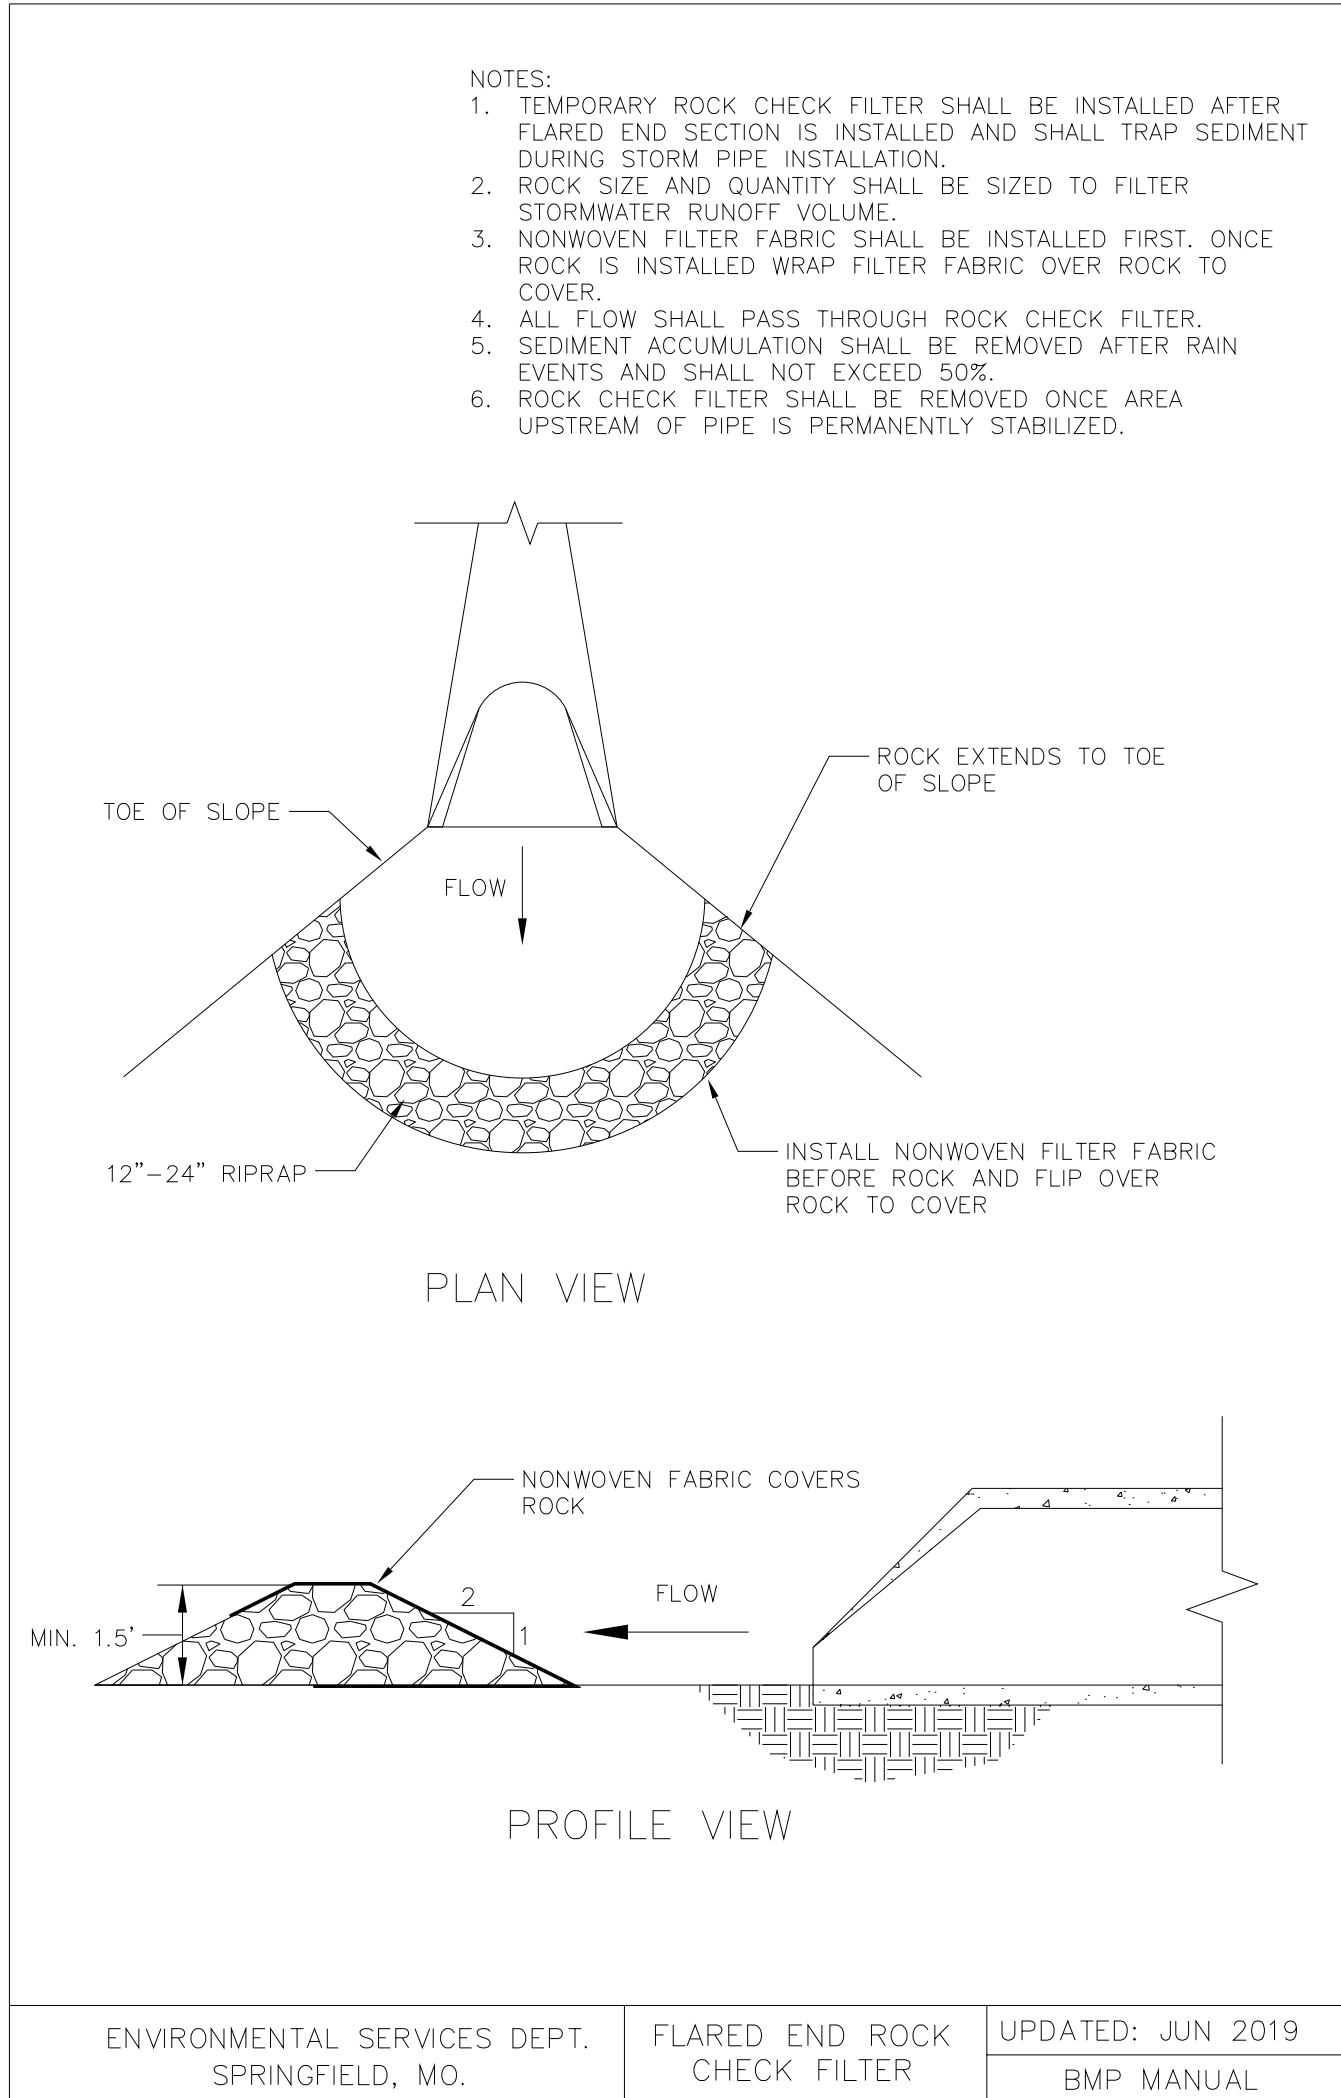 NOTES:
1. TEMPORARY ROCK CHECK FILTER SHALL BE INSTALLED AFTER
FLARED END SECTION IS INSTALLED AND SHALL TRAP SEDIMENT
DURING STORM PIPE INSTALLATION.
2. ROCK SIZE AND QUANTITY SHALL BE SIZED TO FILTER
STORMWATER RUNOFF VOLUME.
3. NONWOVEN FILTER FABRIC SHALL BE INSTALLED FIRST. ONCE
ROCK IS INSTALLED WRAP FILTER FABRIC OVER ROCK TO
COVER.
4. ALL FLOW SHALL PASS THROUGH ROCK CHECK FILTER.
5. SEDIMENT ACCUMULATION SHALL BE REMOVED AFTER RAIN
EVENTS AND SHALL NOT EXCEED 50%.
6. ROCK CHECK FILTER SHALL BE REMOVED ONCE AREA
UPSTREAM OF PIPE IS PERMANENTLY STABILIZED.
ROCK EXTENDS TO TOE
OF SLOPE
TOE OF SLOPE
FLOW
12”–24” RIPRAP
INSTALL NONWOVEN FILTER FABRIC
BEFORE ROCK AND FLIP OVER
ROCK TO COVER
PLAN VIEW
NONWOVEN FABRIC COVERS
ROCK
2
1
FLOW
MIN. 1.5’
PROFILE VIEW
ENVIRONMENTAL SERVICES DEPT.
SPRINGFIELD, MO.
FLARED END ROCK
CHECK FILTER
UPDATED: JUN 2019
BMP MANUAL